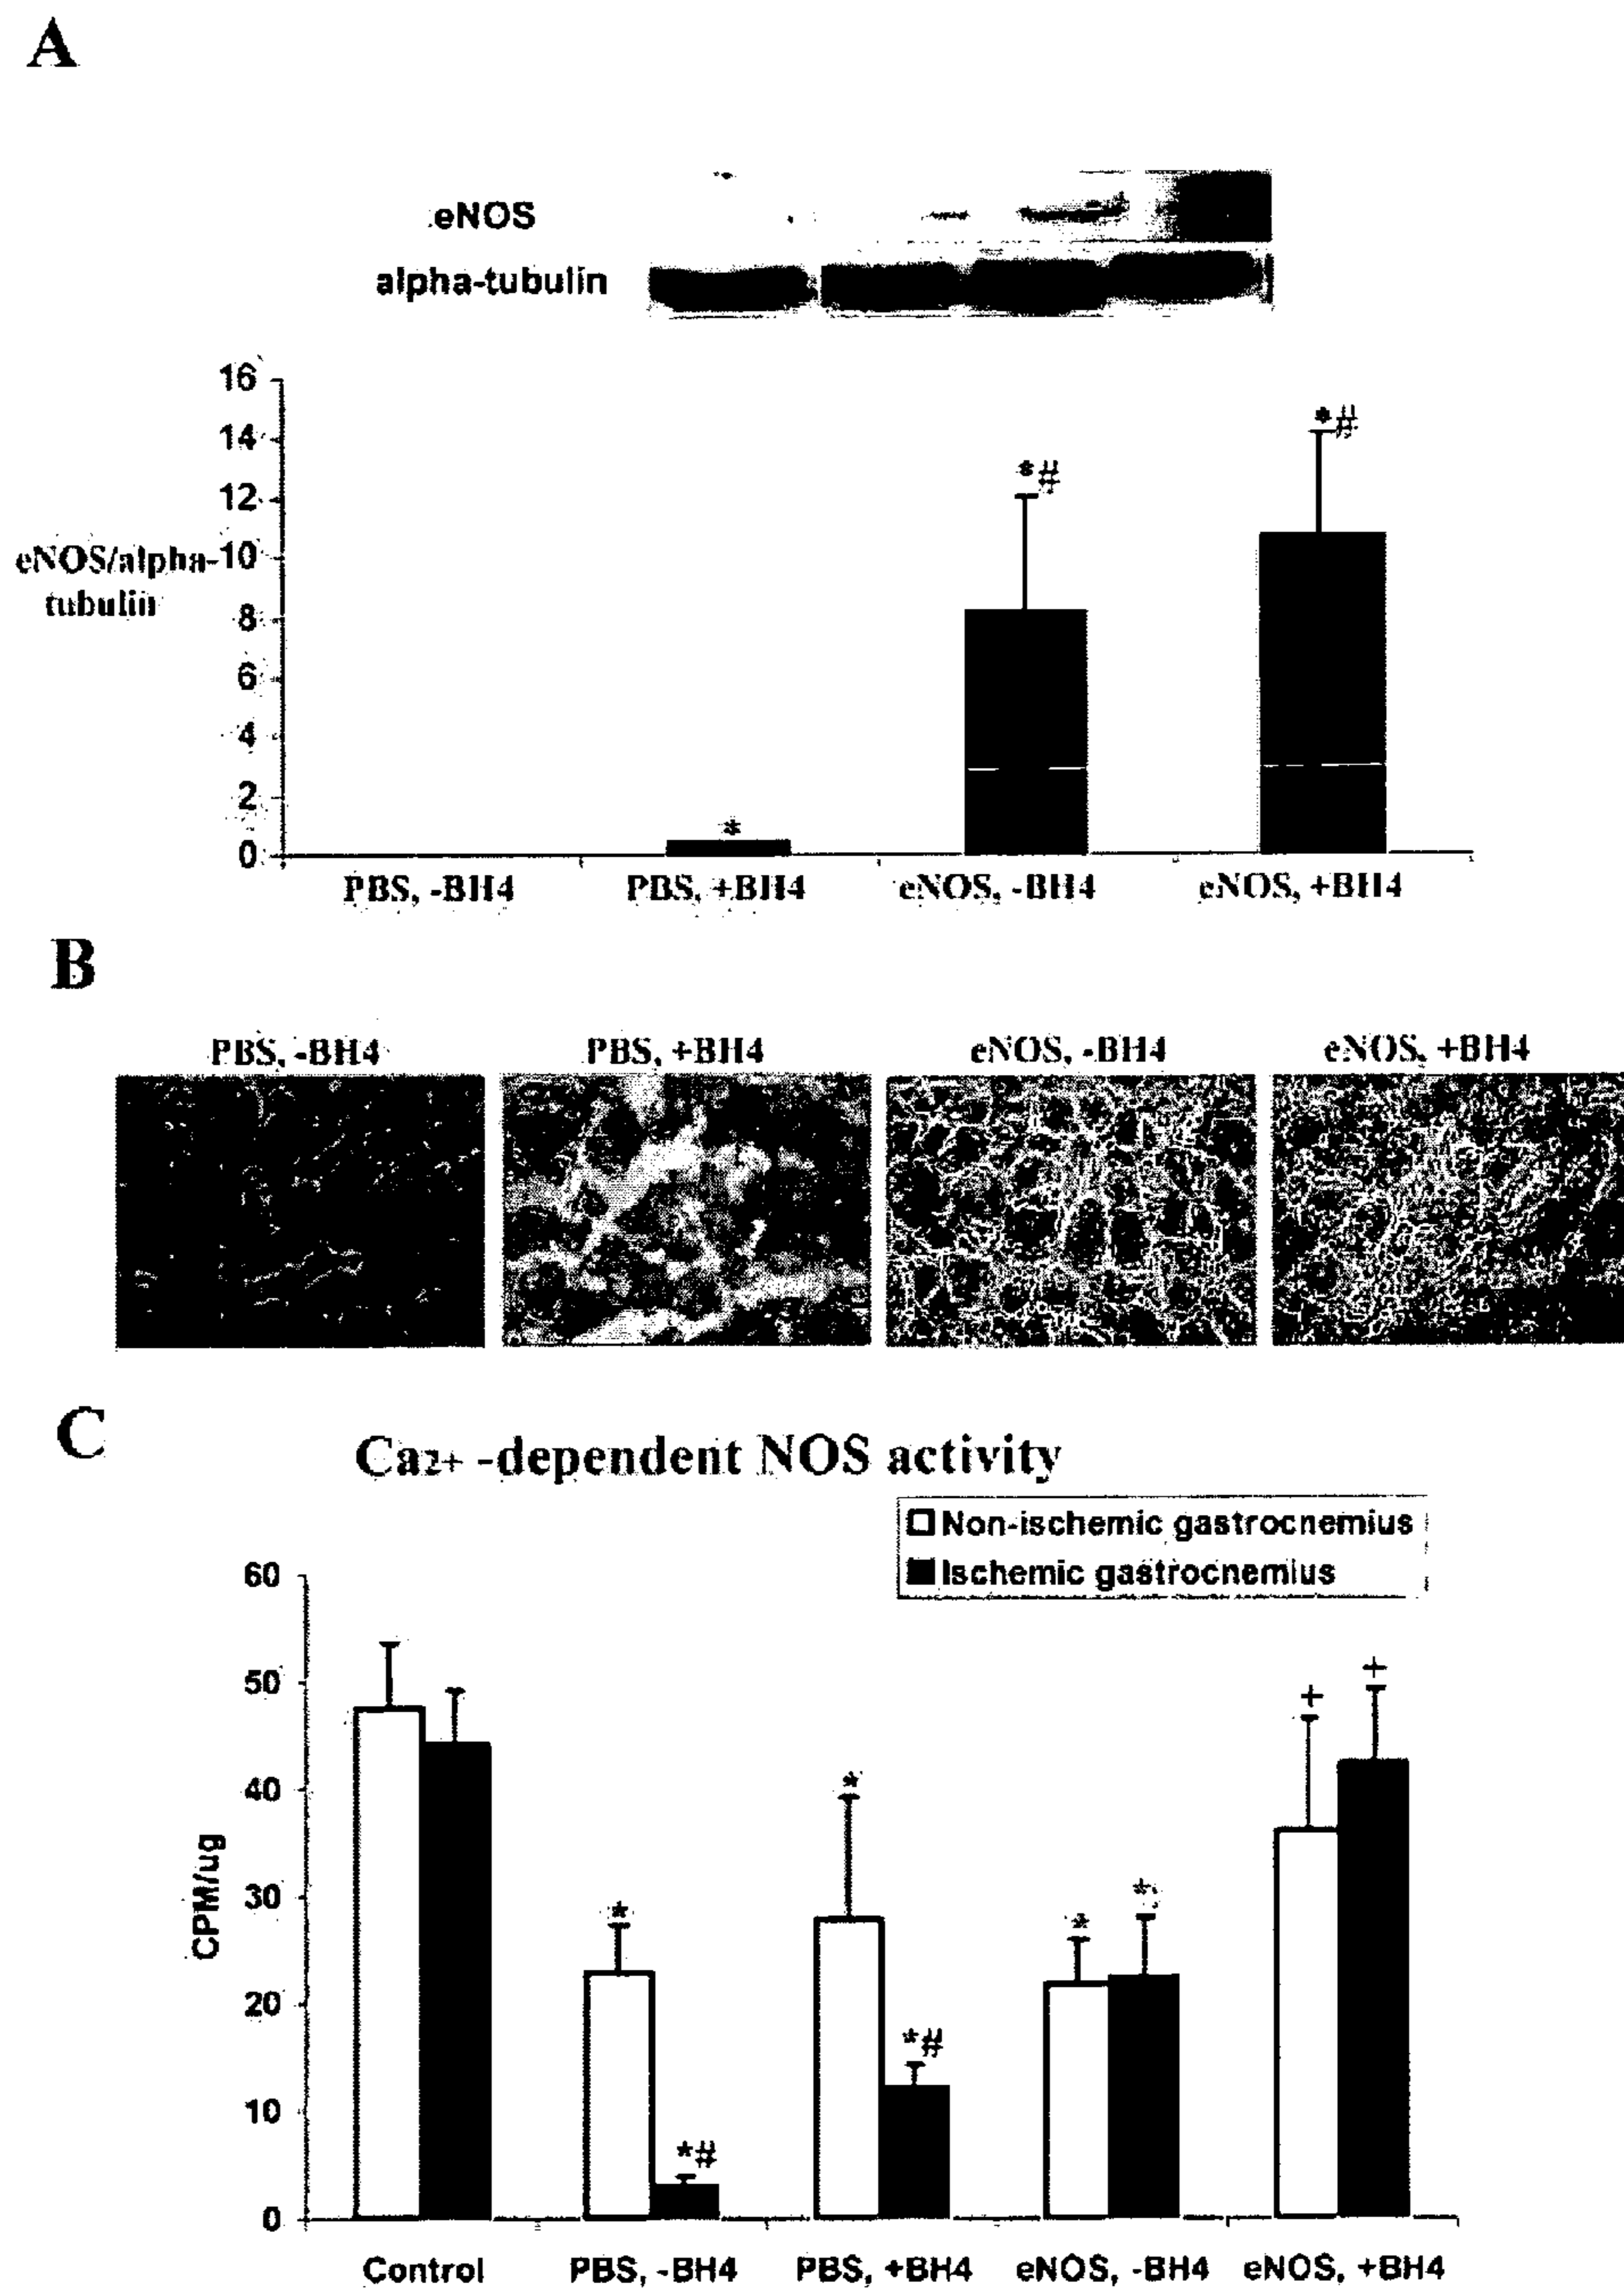 A
eNOS
alpha-tubulin
16
14
*#
12
*#
eNOS/alpha-
tubulin
10
8
6
4
2
*
0
PBS, -BH4 PBS, +BH4 eNOS, -BH4 eNOS, +BH4
B
PBS, -BH4 PBS, +BH4 eNOS, -BH4 eNOS, +BH4
C
Ca2+ -dependent NOS activity
Non-ischemic gastrocnemius
Ischemic gastrocnemius
CPM/ug
60
50
+ +
40
*
30
* * *
20
*#
10
*#
0
Control PBS, -BH4 PBS, +BH4 eNOS, -BH4 eNOS, +BH4